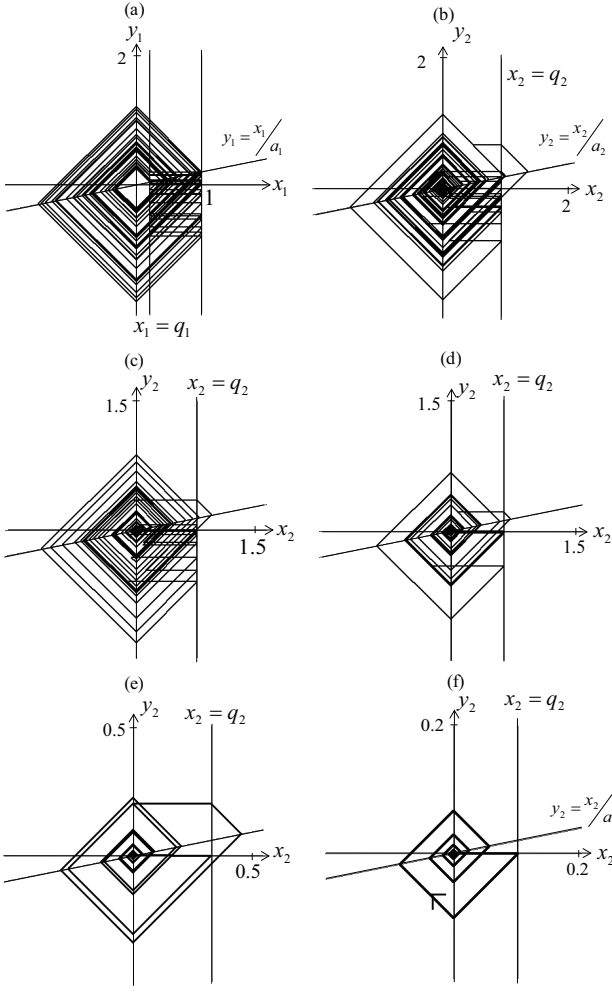 (a)
y₁
2
y₁ = x₁/a₁
x₁
1
x₁ = q₁
(b)
y₂
2
x₂ = q₂
y₂ = x₂/a₂
2
x₂
(c)
y₂
x₂ = q₂
1.5
x₂
1.5
(d)
y₂
x₂ = q₂
1.5
x₂
1.5
(e)
y₂
x₂ = q₂
0.5
x₂
0.5
(f)
y₂
x₂ = q₂
0.2
y₂ = x₂/a
x₂
0.2